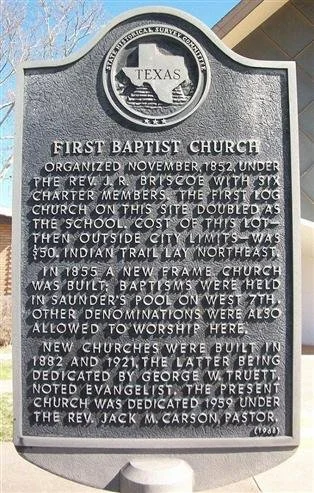 STATE HISTORICAL SURVEY COMMITTEE
TEXAS
FIRST BAPTIST CHURCH
ORGANIZED NOVEMBER, 1852, UNDER
THE REV. J. R. BRISCOE WITH SIX
CHARTER MEMBERS. THE FIRST LOG
CHURCH ON THIS SITE DOUBLED AS
THE SCHOOL. COST OF THIS LOT—
THEN OUTSIDE CITY LIMITS—WAS
$50. INDIAN TRAIL LAY NORTHEAST.
IN 1855 A NEW FRAME CHURCH
WAS BUILT; BAPTISMS WERE HELD
IN SAUNDER'S POOL ON WEST 7TH.
OTHER DENOMINATIONS WERE ALSO
ALLOWED TO WORSHIP HERE.
NEW CHURCHES WERE BUILT IN
1882 AND 1921, THE LATTER BEING
DEDICATED BY GEORGE W. TRUETT,
NOTED EVANGELIST. THE PRESENT
CHURCH WAS DEDICATED 1959 UNDER
THE REV. JACK M. CARSON, PASTOR.
(1968)